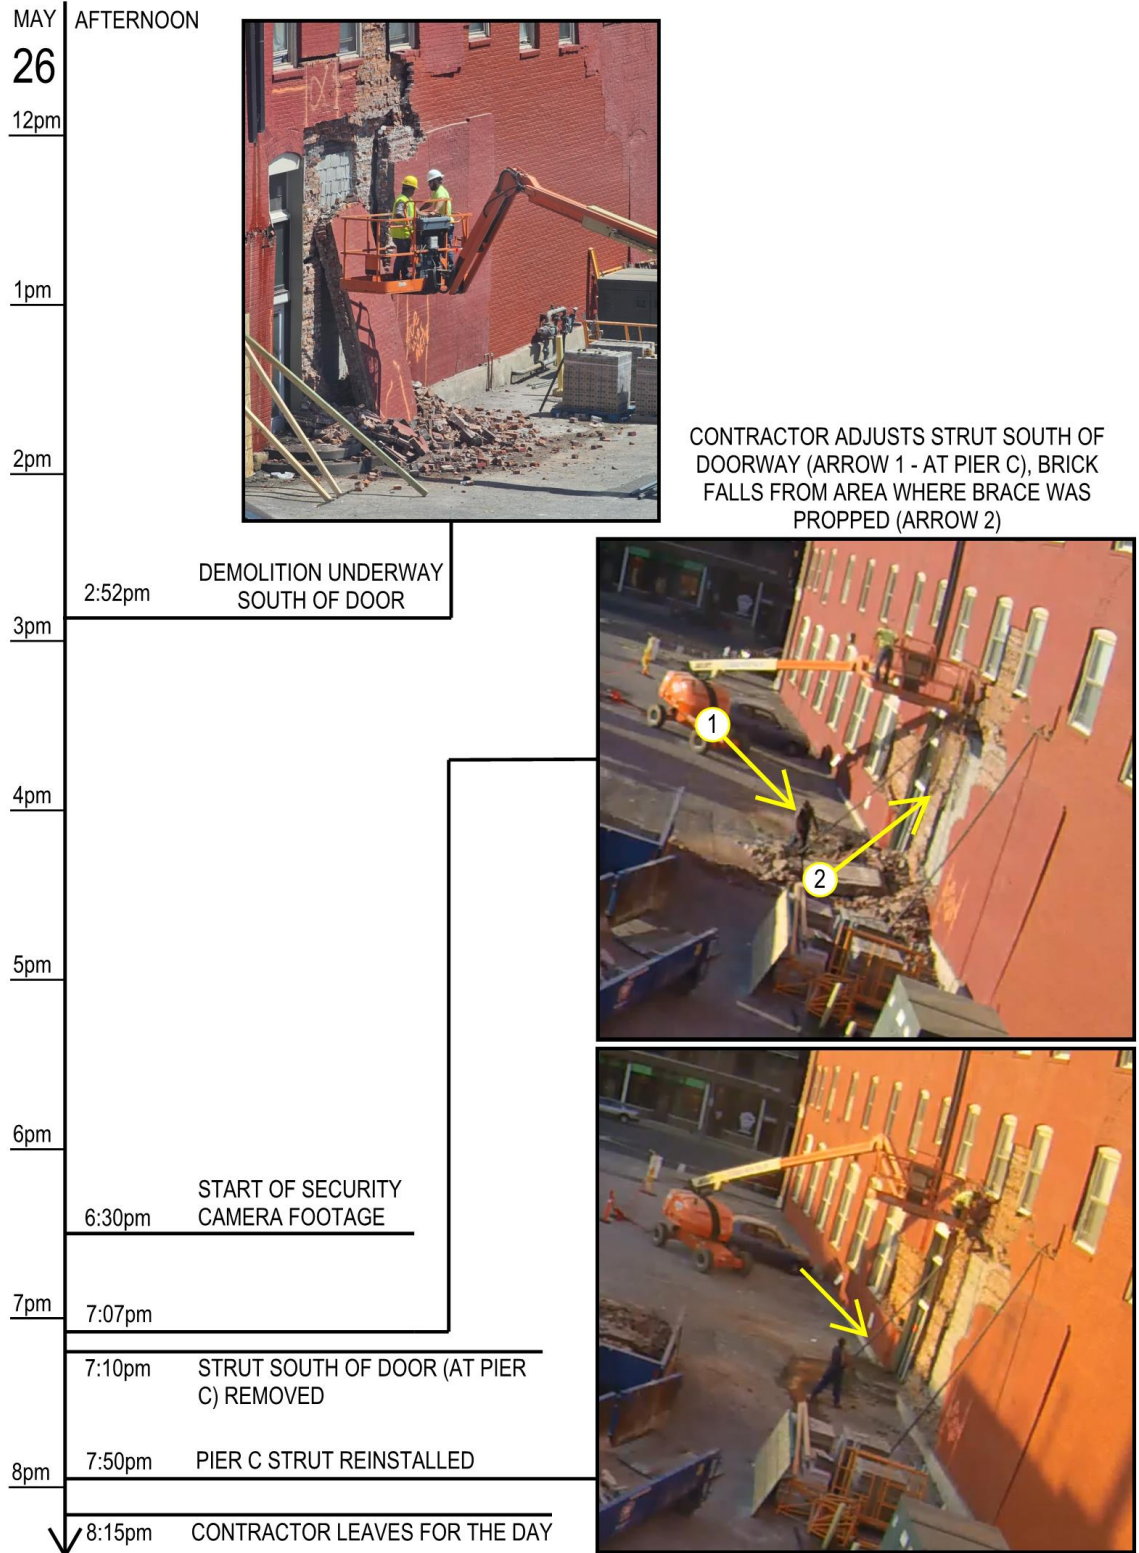 MAY
AFTERNOON
26
12pm
1pm
2pm
CONTRACTOR ADJUSTS STRUT SOUTH OF
DOORWAY (ARROW 1 - AT PIER C), BRICK
FALLS FROM AREA WHERE BRACE WAS
PROPPED (ARROW 2)
2:52pm
DEMOLITION UNDERWAY
SOUTH OF DOOR
3pm
1
4pm
2
5pm
6pm
6:30pm
START OF SECURITY
CAMERA FOOTAGE
7pm
7:07pm
7:10pm
STRUT SOUTH OF DOOR (AT PIER
C) REMOVED
7:50pm
PIER C STRUT REINSTALLED
8pm
8:15pm
CONTRACTOR LEAVES FOR THE DAY